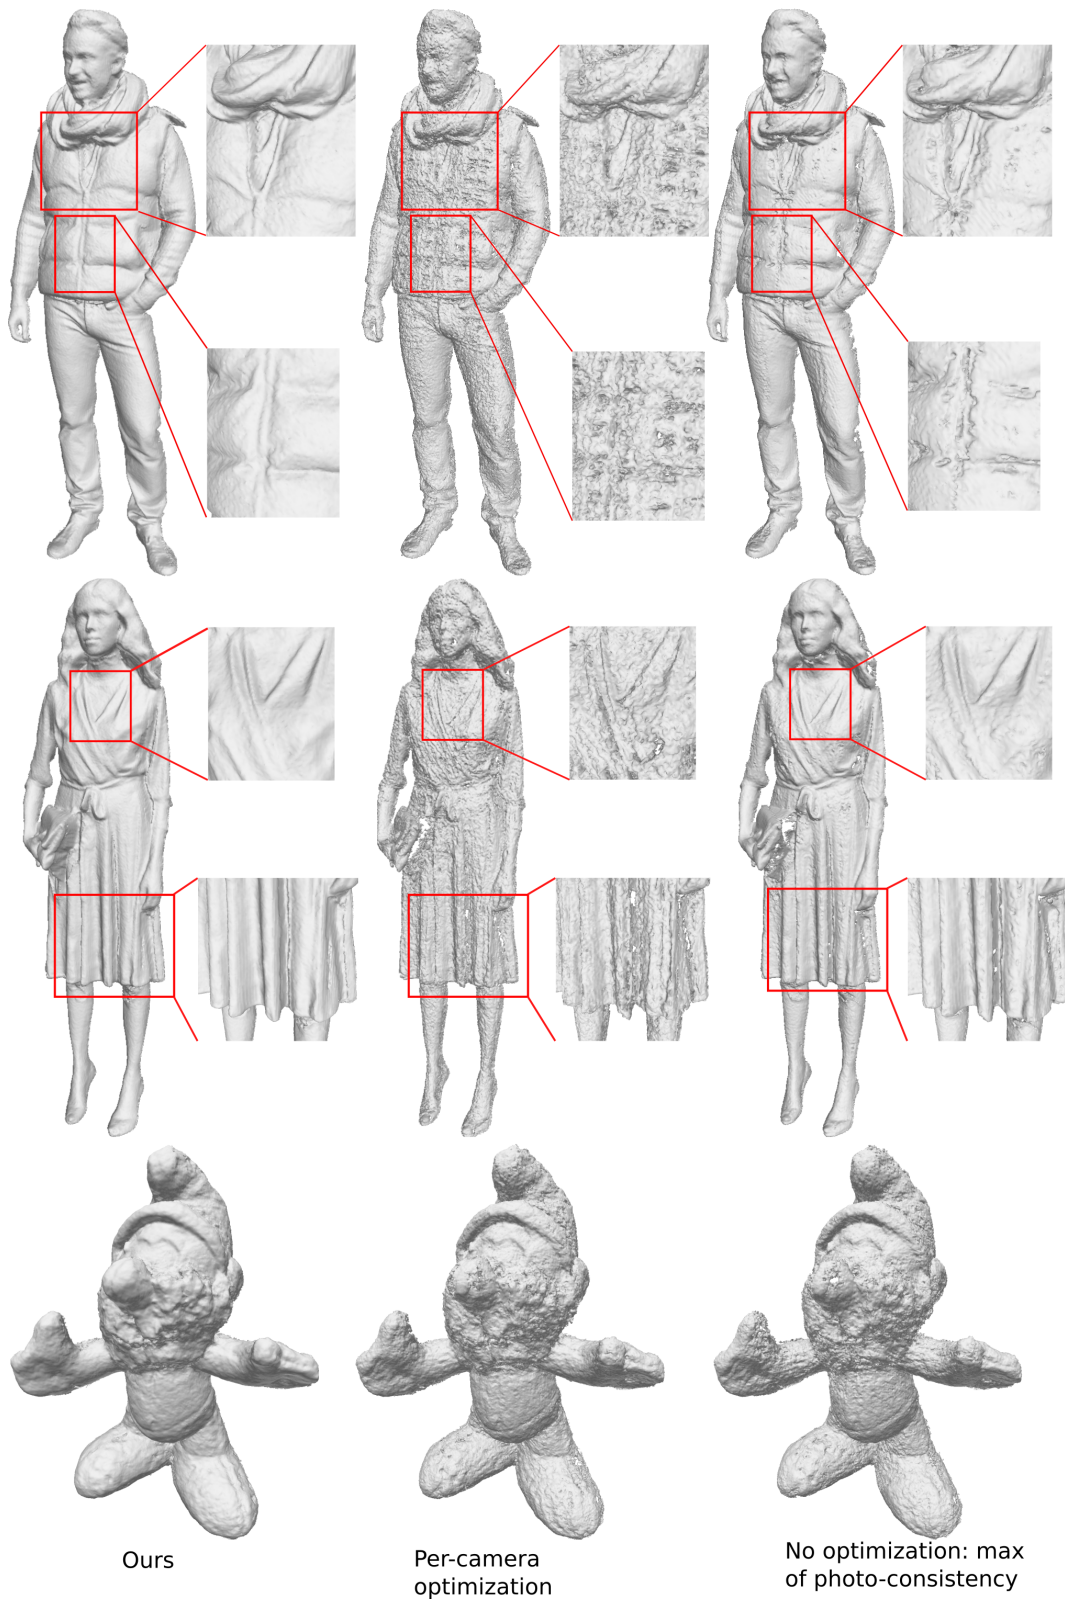 Ours
Per-camera
optimization
No optimization: max
of photo-consistency